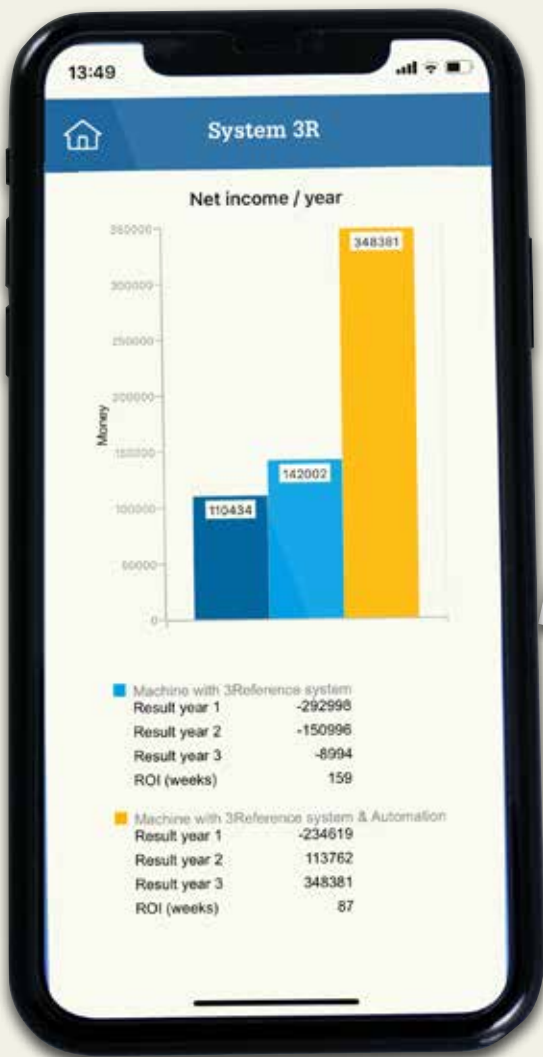 13:49
System 3R
Net income / year
350000
300000
250000
200000
150000
100000
50000
0
Money
348381
142002
110434
Machine with 3Reference system
Result year 1 -292998
Result year 2 -150996
Result year 3 -8994
ROI (weeks) 159
Machine with 3Reference system & Automation
Result year 1 -234619
Result year 2 113762
Result year 3 348381
ROI (weeks) 87